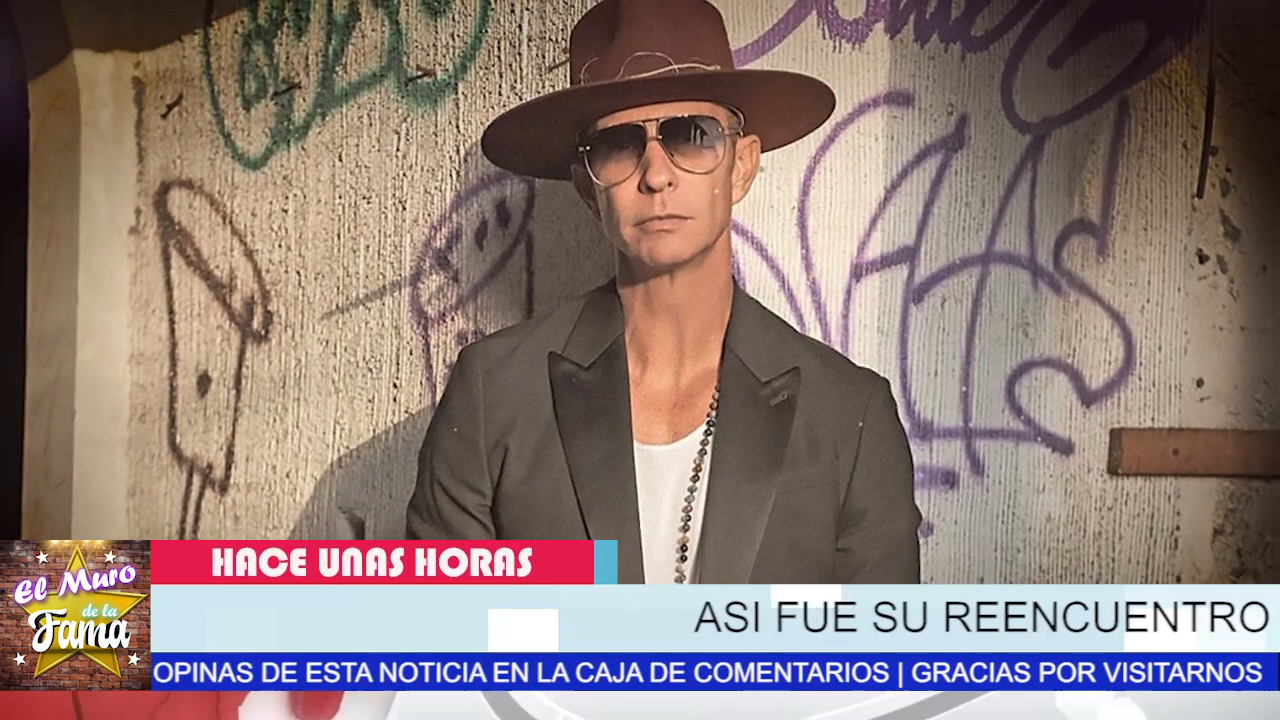 HACE UNAS HORAS
El Muro
de la
Fama
ASI FUE SU REENCUENTRO
OPINAS DE ESTA NOTICIA EN LA CAJA DE COMENTARIOS | GRACIAS POR VISITARNOS